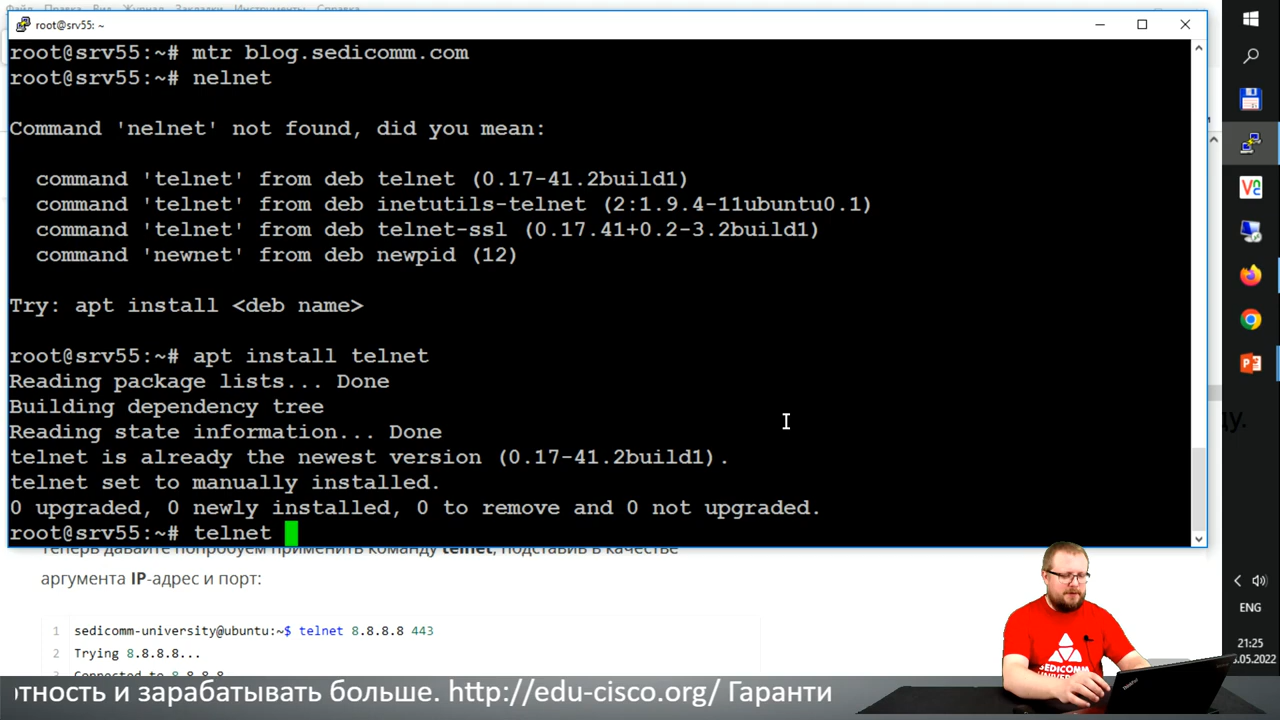 Файл Правка Вид Журнал Закладки Инструменты Справка
root@srv55: ~
root@srv55:~# mtr blog.sedicomm.com
root@srv55:~# nelnet
Command 'nelnet' not found, did you mean:
command 'telnet' from deb telnet (0.17-41.2build1)
command 'telnet' from deb inetutils-telnet (2:1.9.4-11ubuntu0.1)
command 'telnet' from deb telnet-ssl (0.17.41+0.2-3.2build1)
command 'newnet' from deb newpid (12)
Try: apt install <deb name>
root@srv55:~# apt install telnet
Reading package lists... Done
Building dependency tree
Reading state information... Done
telnet is already the newest version (0.17-41.2build1).
telnet set to manually installed.
0 upgraded, 0 newly installed, 0 to remove and 0 not upgraded.
root@srv55:~# telnet
Теперь давайте попробуем применить команду telnet, подставив в качестве
аргумента IP-адрес и порт:
1 sedicomm-university@ubuntu:~$ telnet 8.8.8.8 443
2 Trying 8.8.8.8...
Connected to 8.8.8.8
SEDICOMM
UNIVERSITY
ThinkPad
ENG
21:25
.05.2022
отность и зарабатывать больше. http://edu-cisco.org/ Гаранти